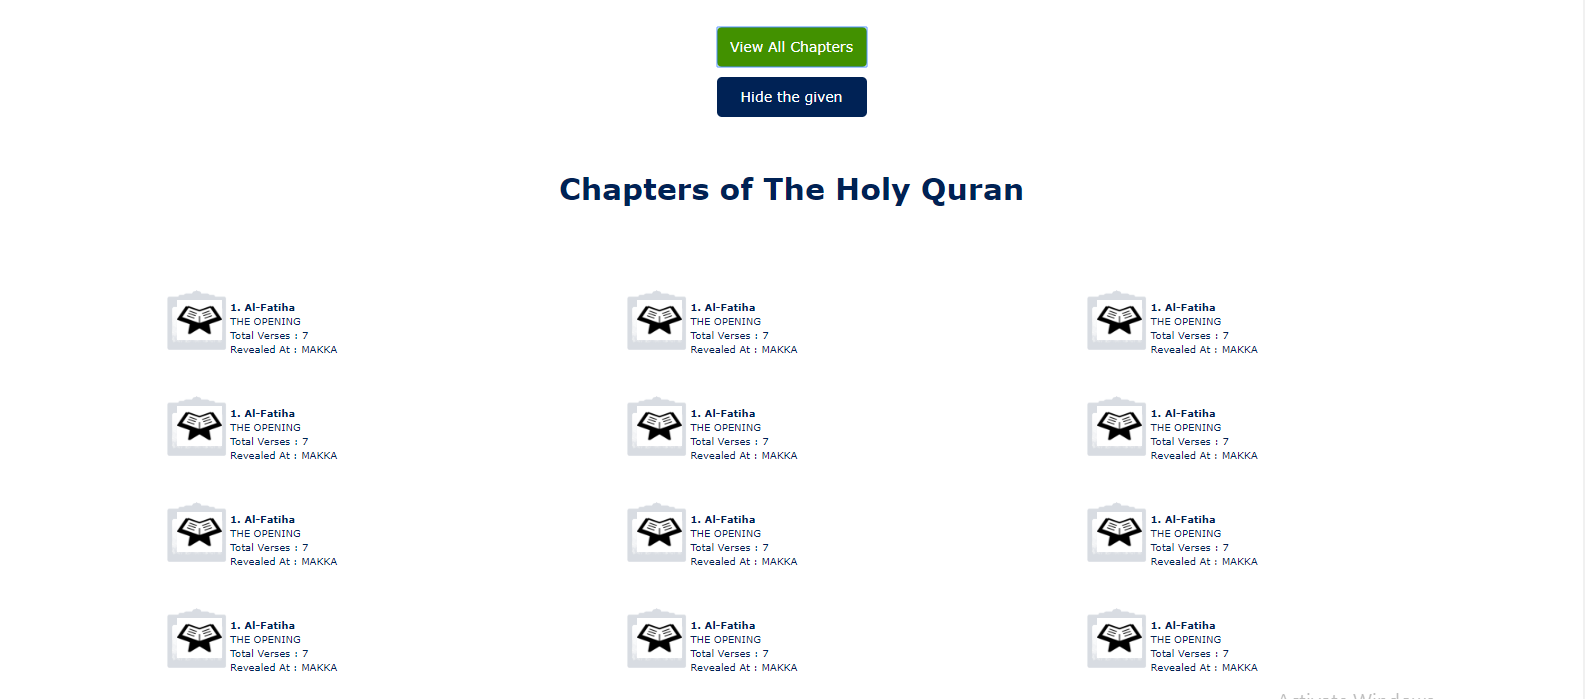 View All Chapters
Hide the given
Chapters of The Holy Quran
1. Al-Fatiha
THE OPENING
Total Verses : 7
Revealed At : MAKKA
1. Al-Fatiha
THE OPENING
Total Verses : 7
Revealed At : MAKKA
1. Al-Fatiha
THE OPENING
Total Verses : 7
Revealed At : MAKKA
1. Al-Fatiha
THE OPENING
Total Verses : 7
Revealed At : MAKKA
1. Al-Fatiha
THE OPENING
Total Verses : 7
Revealed At : MAKKA
1. Al-Fatiha
THE OPENING
Total Verses : 7
Revealed At : MAKKA
1. Al-Fatiha
THE OPENING
Total Verses : 7
Revealed At : MAKKA
1. Al-Fatiha
THE OPENING
Total Verses : 7
Revealed At : MAKKA
1. Al-Fatiha
THE OPENING
Total Verses : 7
Revealed At : MAKKA
1. Al-Fatiha
THE OPENING
Total Verses : 7
Revealed At : MAKKA
1. Al-Fatiha
THE OPENING
Total Verses : 7
Revealed At : MAKKA
1. Al-Fatiha
THE OPENING
Total Verses : 7
Revealed At : MAKKA
Activate Windows